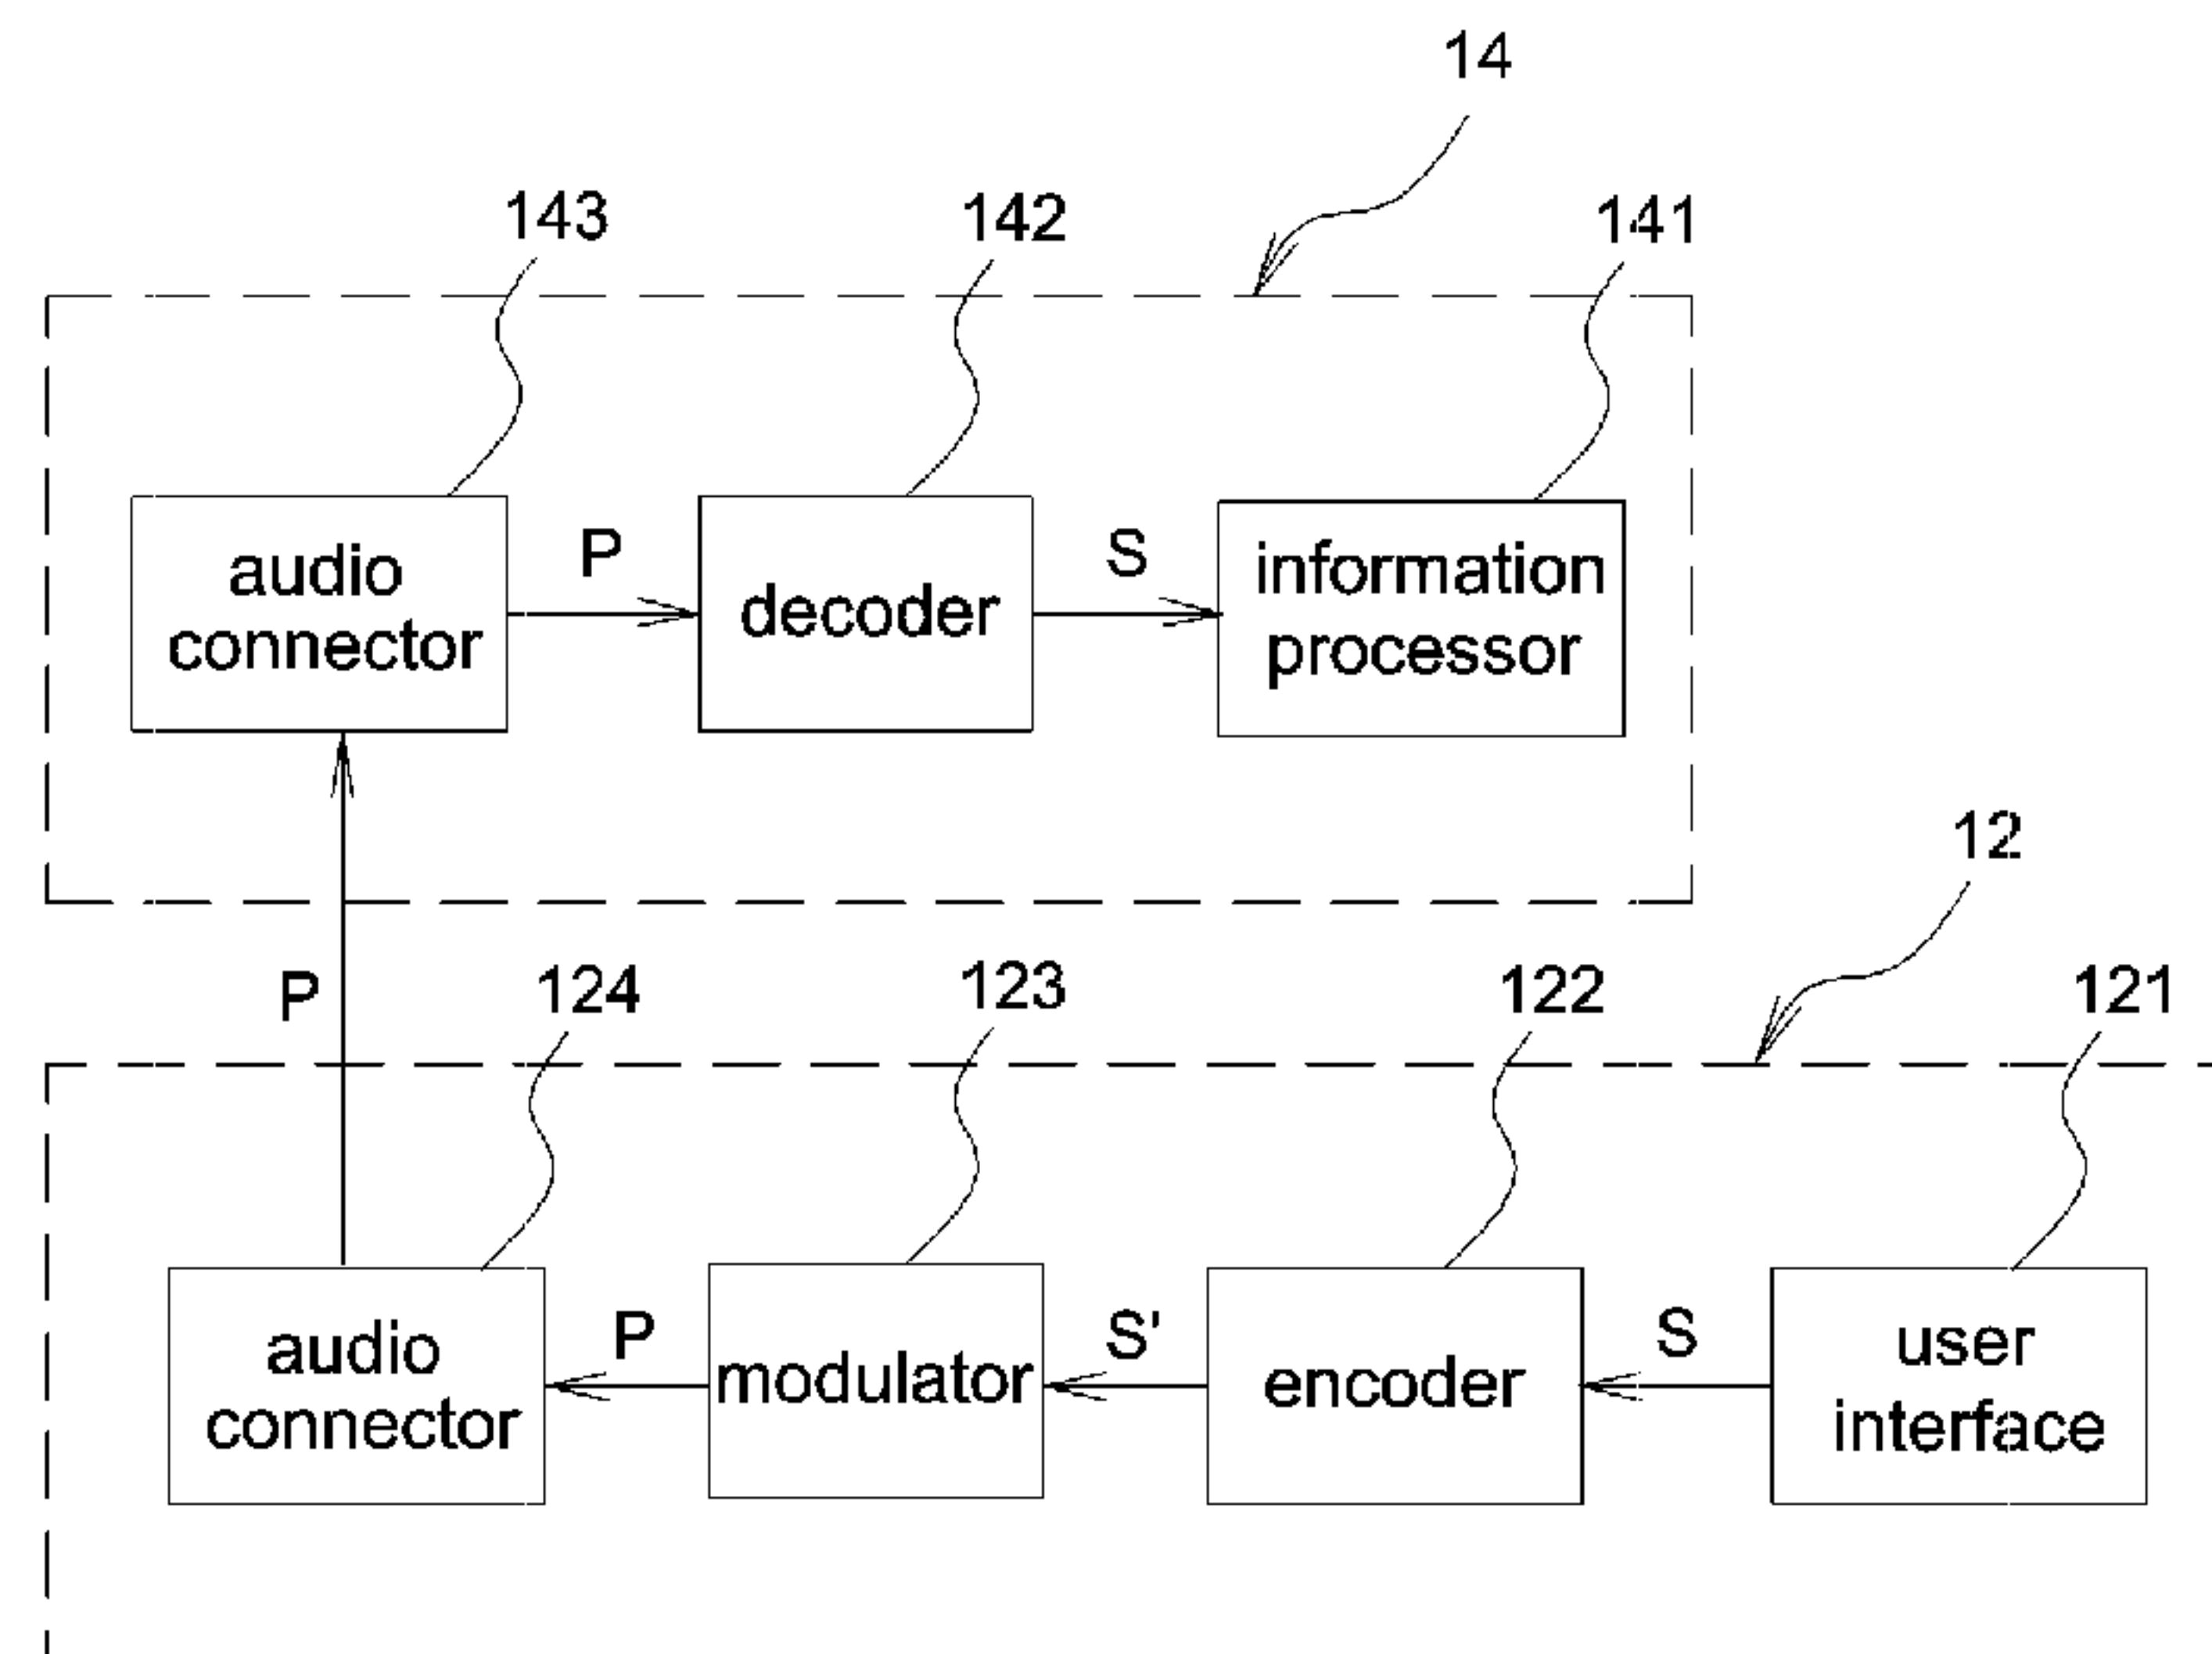 14
143
142
141
audio
connector
P
decoder
S
information
processor
12
P
124
123
122
121
audio
connector
P
modulator
S'
encoder
S
user
interface